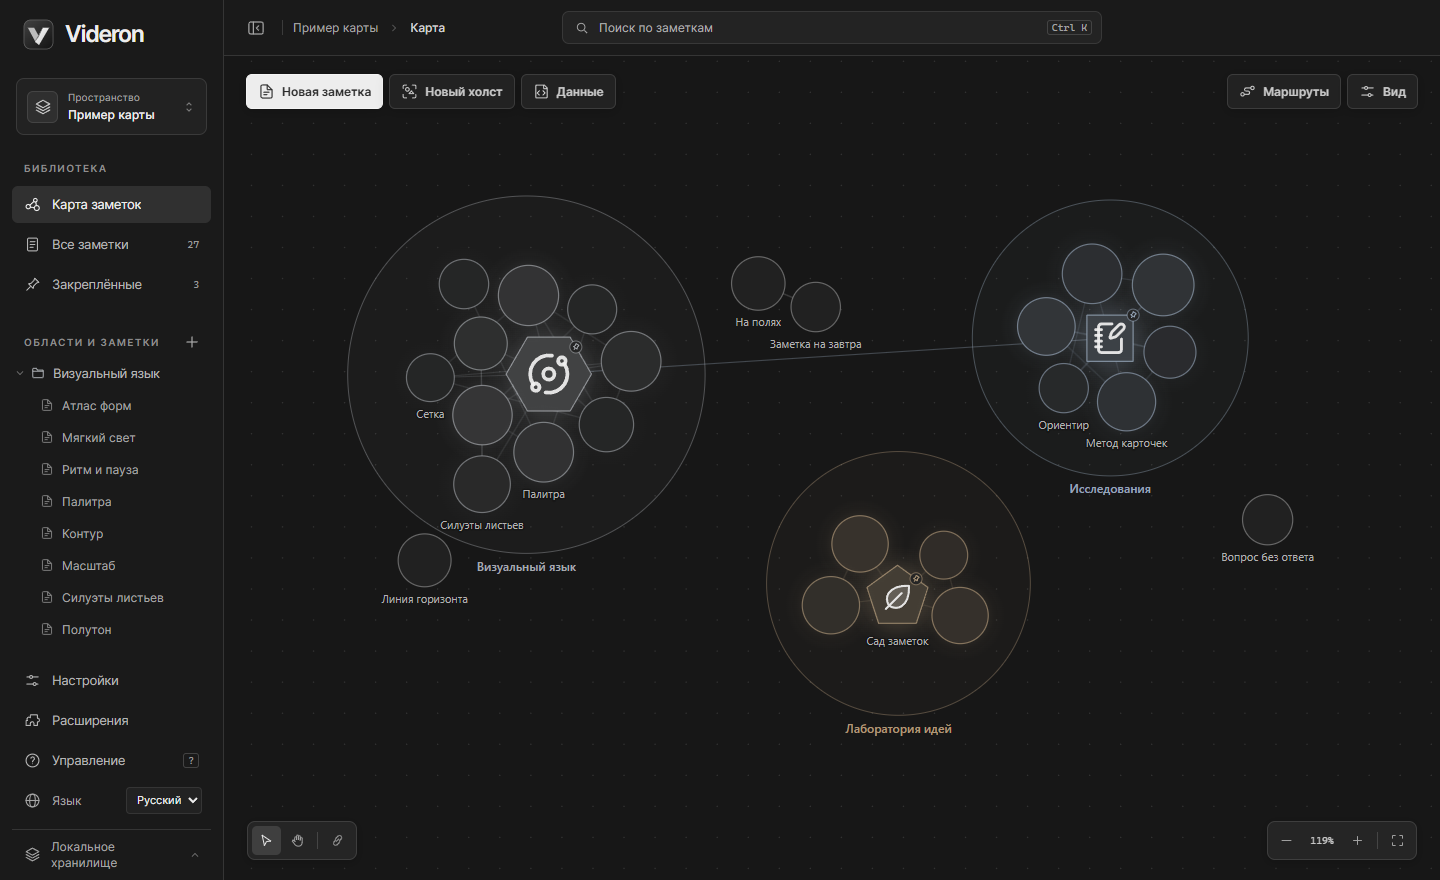 Videron
Пример карты
Карта
Поиск по заметкам
Ctrl K
Пространство
Пример карты
Новая заметка
Новый холст
Данные
Маршруты
Вид
БИБЛИОТЕКА
Карта заметок
Все заметки 27
Закреплённые 3
ОБЛАСТИ И ЗАМЕТКИ
Визуальный язык
Атлас форм
Мягкий свет
Ритм и пауза
Палитра
Контур
Масштаб
Силуэты листьев
Полутон
Настройки
Расширения
Управление ?
Язык Русский
Локальное
хранилище
Сетка
Палитра
Силуэты листьев
Визуальный язык
Линия горизонта
На полях
Заметка на завтра
Ориентир
Метод карточек
Исследования
Вопрос без ответа
Сад заметок
Лаборатория идей
119%